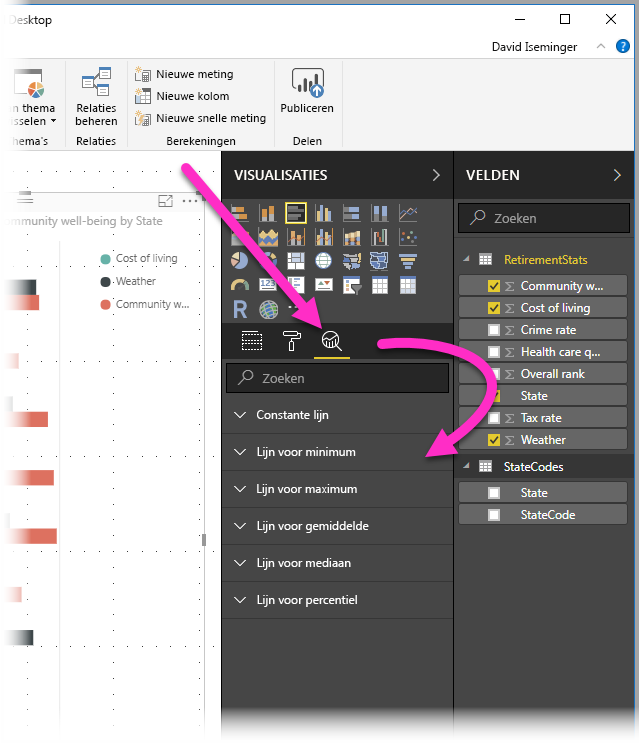 Desktop
David Iseminger
n thema
isselen
ma's
Relaties
beheren
Relaties
Nieuwe meting
Nieuwe kolom
Nieuwe snelle meting
Berekeningen
Publiceren
Delen
mmunity well-being by State
Cost of living
Weather
Community w...
VISUALISATIES
123
R
Zoeken
Constante lijn
Lijn voor minimum
Lijn voor maximum
Lijn voor gemiddelde
Lijn voor mediaan
Lijn voor percentiel
VELDEN
Zoeken
RetirementStats
Community w...
Cost of living
Crime rate
Health care q...
Overall rank
State
Tax rate
Weather
StateCodes
State
StateCode